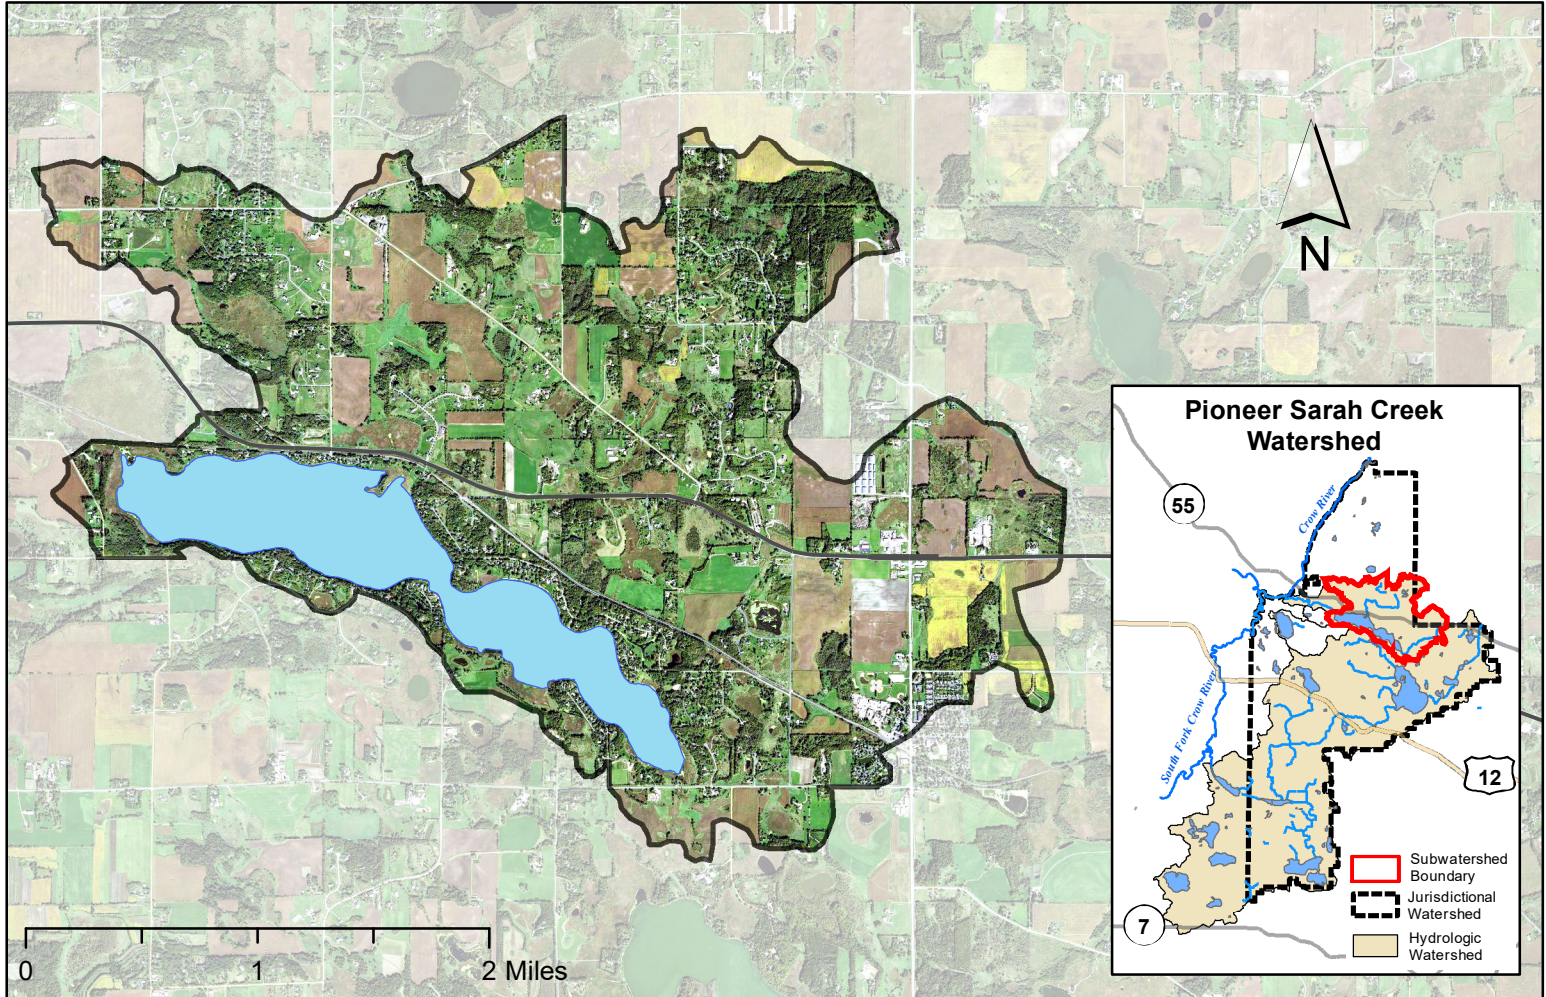 N
Pioneer Sarah Creek
Watershed
55
Crow River
South Fork Crow River
12
7
Subwatershed
Boundary
Jurisdictional
Watershed
Hydrologic
Watershed
0 1 2 Miles